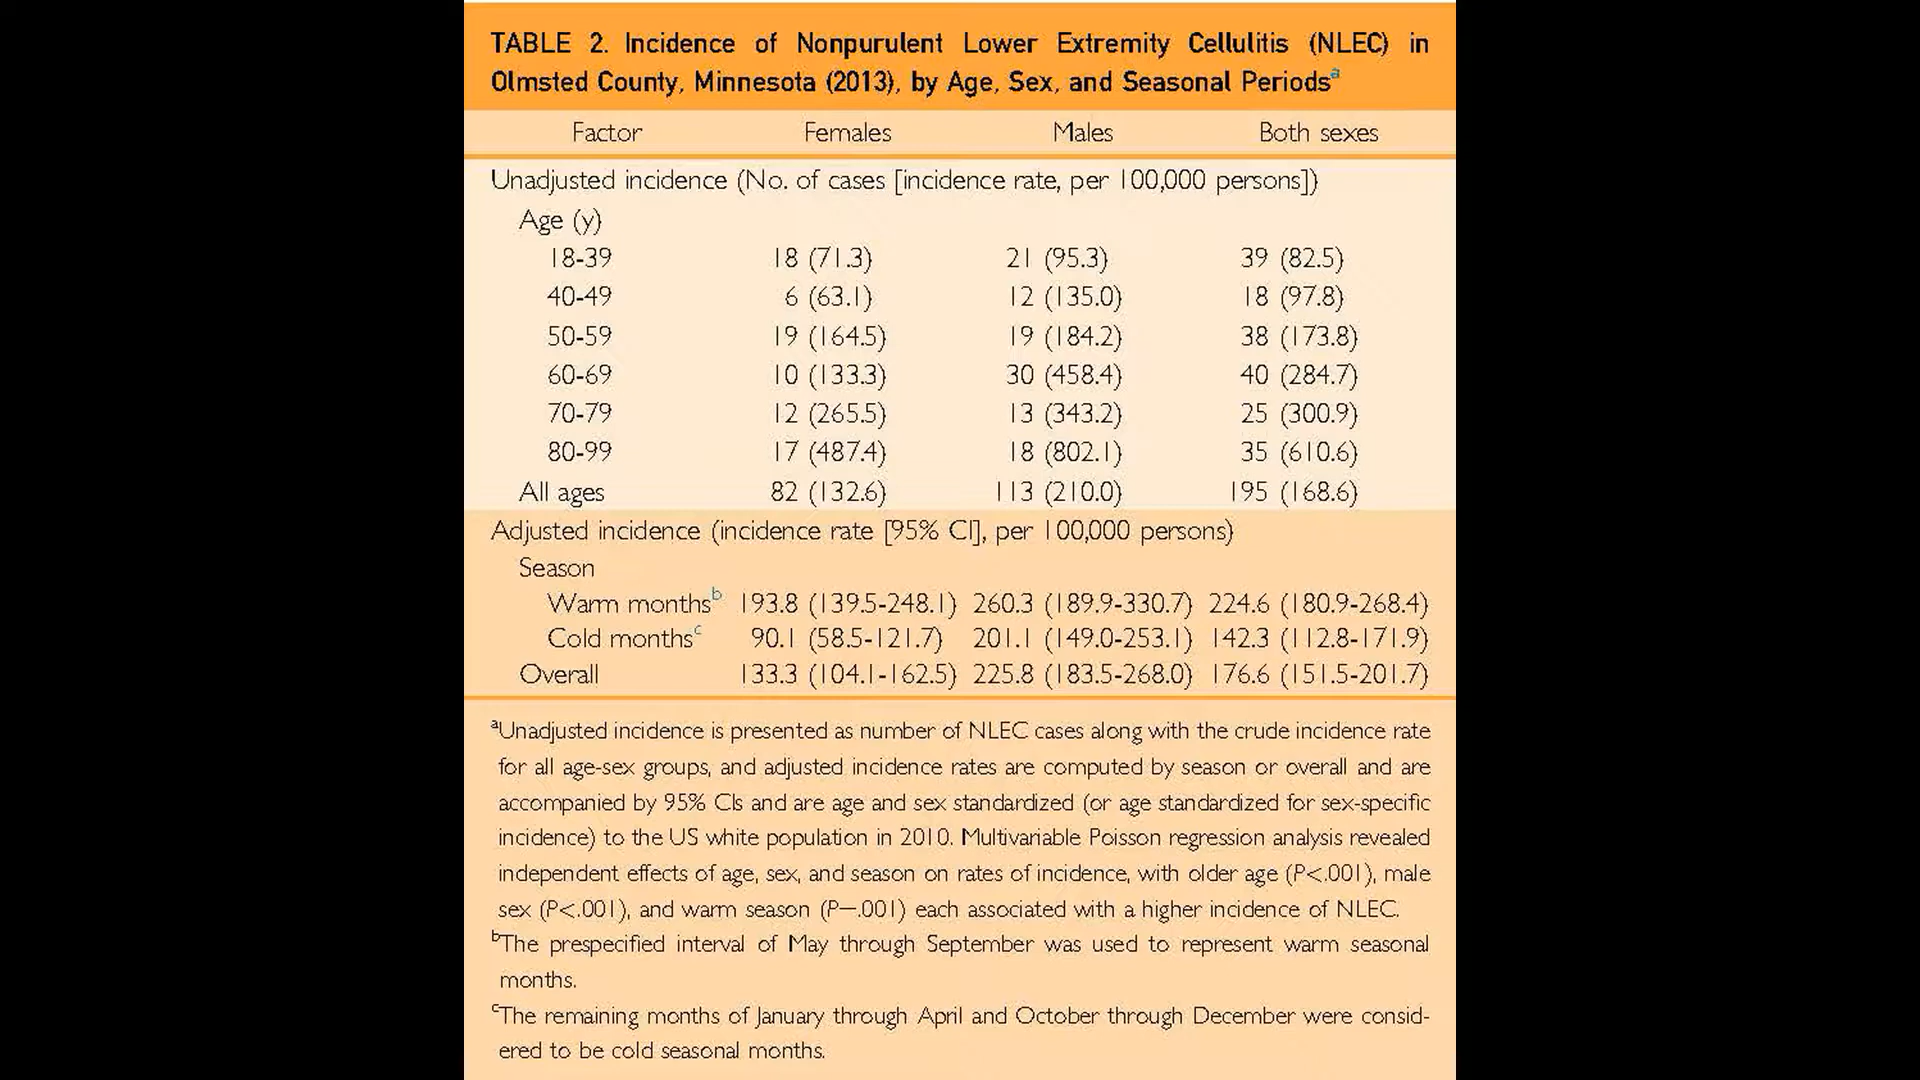 TABLE 2. Incidence of Nonpurulent Lower Extremity Cellulitis (NLEC) in
Olmsted County, Minnesota (2013), by Age, Sex, and Seasonal Periodsa
Factor Females Males Both sexes
Unadjusted incidence (No. of cases [incidence rate, per 100,000 persons])
Age (y)
18-39 18 (71.3) 21 (95.3) 39 (82.5)
40-49 6 (63.1) 12 (135.0) 18 (97.8)
50-59 19 (164.5) 19 (184.2) 38 (173.8)
60-69 10 (133.3) 30 (458.4) 40 (284.7)
70-79 12 (265.5) 13 (343.2) 25 (300.9)
80-99 17 (487.4) 18 (802.1) 35 (610.6)
All ages 82 (132.6) 113 (210.0) 195 (168.6)
Adjusted incidence (incidence rate [95% CI], per 100,000 persons)
Season
Warm monthsb 193.8 (139.5-248.1) 260.3 (189.9-330.7) 224.6 (180.9-268.4)
Cold monthsc 90.1 (58.5-121.7) 201.1 (149.0-253.1) 142.3 (112.8-171.9)
Overall 133.3 (104.1-162.5) 225.8 (183.5-268.0) 176.6 (151.5-201.7)
aUnadjusted incidence is presented as number of NLEC cases along with the crude incidence rate
for all age-sex groups, and adjusted incidence rates are computed by season or overall and are
accompanied by 95% CIs and are age and sex standardized (or age standardized for sex-specific
incidence) to the US white population in 2010. Multivariable Poisson regression analysis revealed
independent effects of age, sex, and season on rates of incidence, with older age (P<.001), male
sex (P<.001), and warm season (P=.001) each associated with a higher incidence of NLEC.
bThe prespecified interval of May through September was used to represent warm seasonal
months.
cThe remaining months of January through April and October through December were consid-
ered to be cold seasonal months.